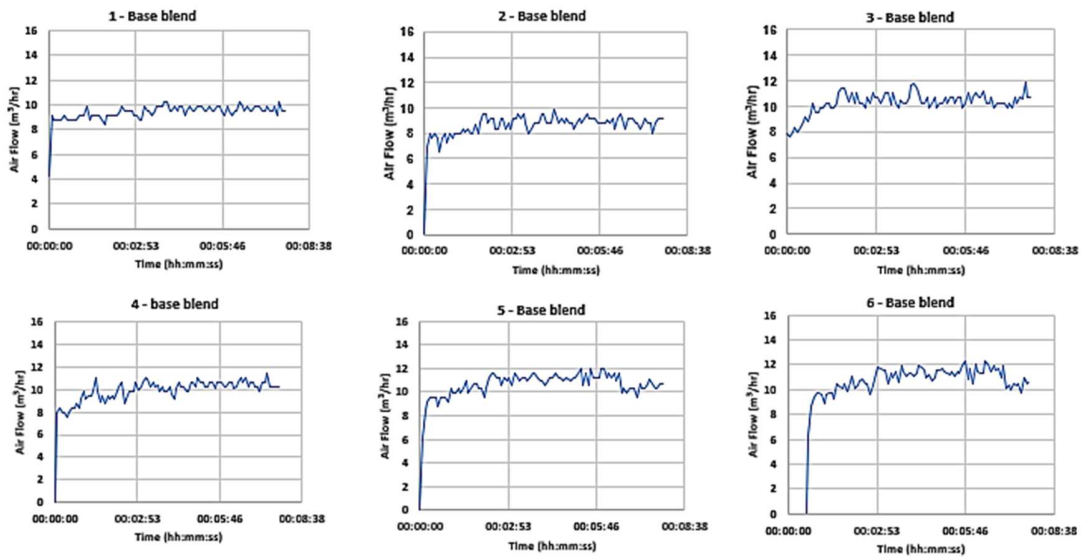 1 - Base blend
16
14
12
10
8
6
4
2
0
Air Flow (m³/hr)
00:00:00 00:02:53 00:05:46 00:08:38
Time (hh:mm:ss)
2 - Base blend
16
14
12
10
8
6
4
2
0
Air Flow (m³/hr)
00:00:00 00:02:53 00:05:46 00:08:38
Time (hh:mm:ss)
3 - Base blend
16
14
12
10
8
6
4
2
0
Air Flow (m³/hr)
00:00:00 00:02:53 00:05:46 00:08:38
Time (hh:mm:ss)
4 - base blend
16
14
12
10
8
6
4
2
0
Air Flow (m³/hr)
00:00:00 00:02:53 00:05:46 00:08:38
Time (hh:mm:ss)
5 - Base blend
16
14
12
10
8
6
4
2
0
Air Flow (m³/hr)
00:00:00 00:02:53 00:05:46 00:08:38
Time (hh:mm:ss)
6 - Base blend
16
14
12
10
8
6
4
2
0
Air Flow (m³/hr)
00:00:00 00:02:53 00:05:46 00:08:38
Time (hh:mm:ss)